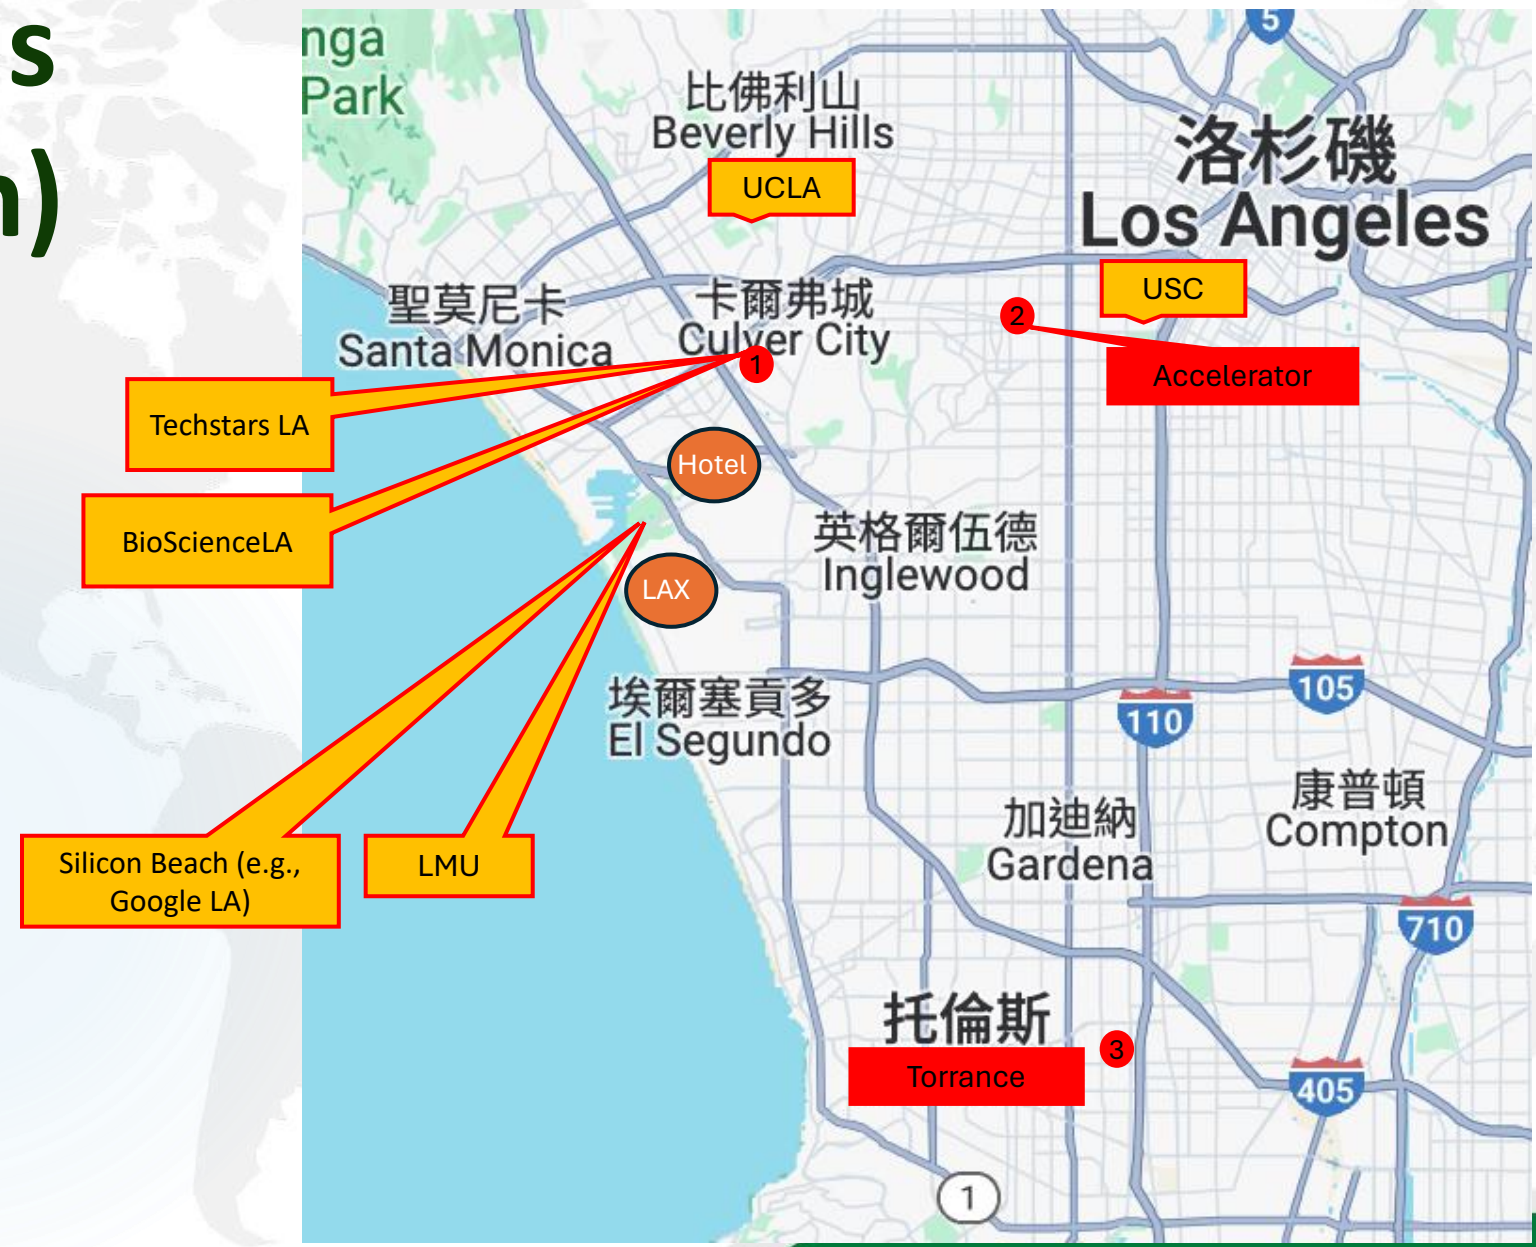 s
n)
nga
Park
5
比佛利山
Beverly Hills
UCLA
洛杉磯
Los Angeles
USC
聖莫尼卡
Santa Monica
卡爾弗城
Culver City
1
2
Accelerator
Techstars LA
Hotel
BioScienceLA
英格爾伍德
Inglewood
LAX
埃爾塞貢多
El Segundo
105
110
加迪納
Gardena
康普頓
Compton
Silicon Beach (e.g.,
Google LA)
LMU
710
托倫斯
Torrance
3
405
1